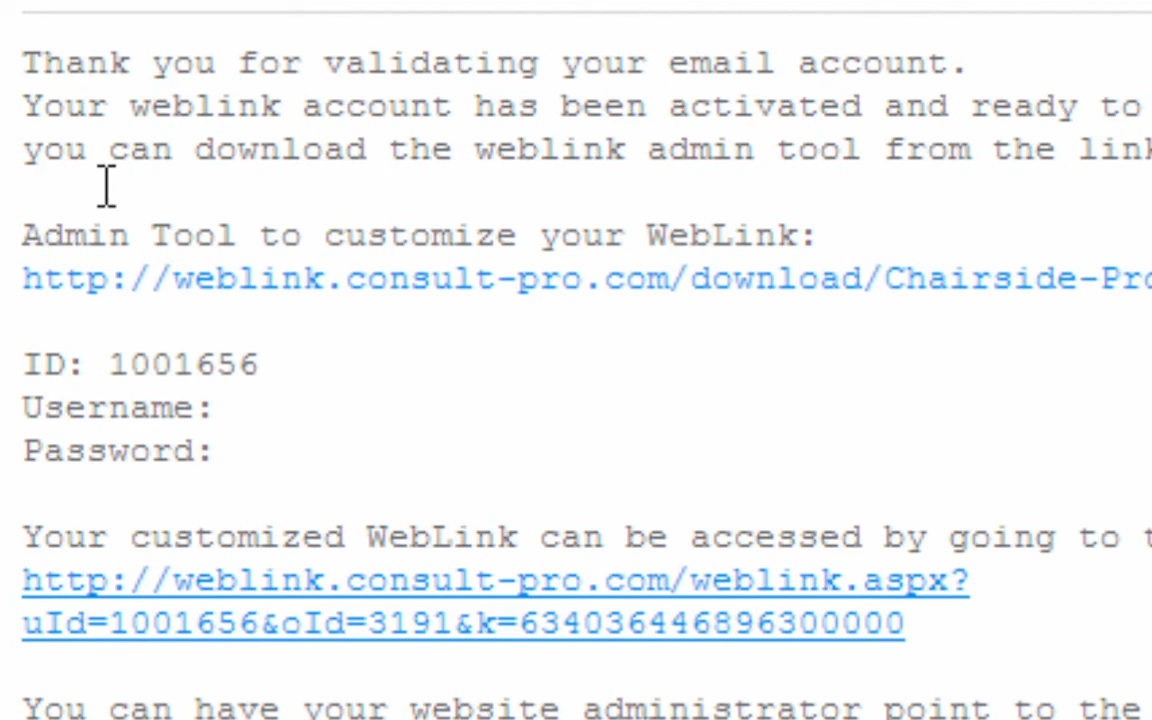 Thank you for validating your email account.
Your weblink account has been activated and ready to
you can download the weblink admin tool from the link
Admin Tool to customize your WebLink:
http://weblink.consult-pro.com/download/Chairside-Pro
ID: 1001656
Username:
Password:
Your customized WebLink can be accessed by going to t
http://weblink.consult-pro.com/weblink.aspx?
uId=1001656&oId=3191&k=634036446896300000
You can have your website administrator point to the